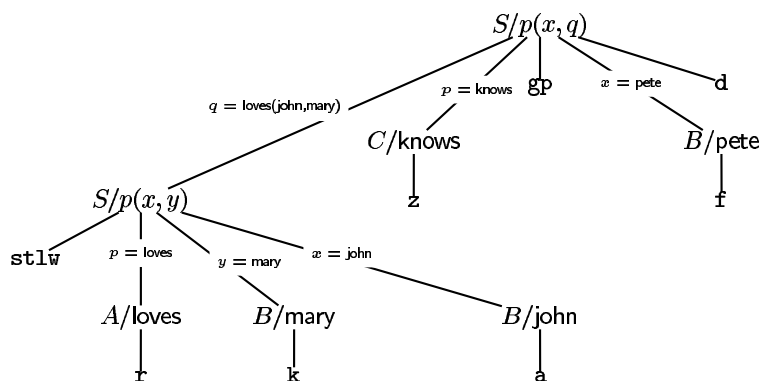 S/p(x, q)
p = knows
gp
x = pete
d
q = loves(john,mary)
C/knows
B/pete
z
f
S/p(x, y)
stlw
p = loves
y = mary
x = john
A/loves
B/mary
B/john
r
k
a